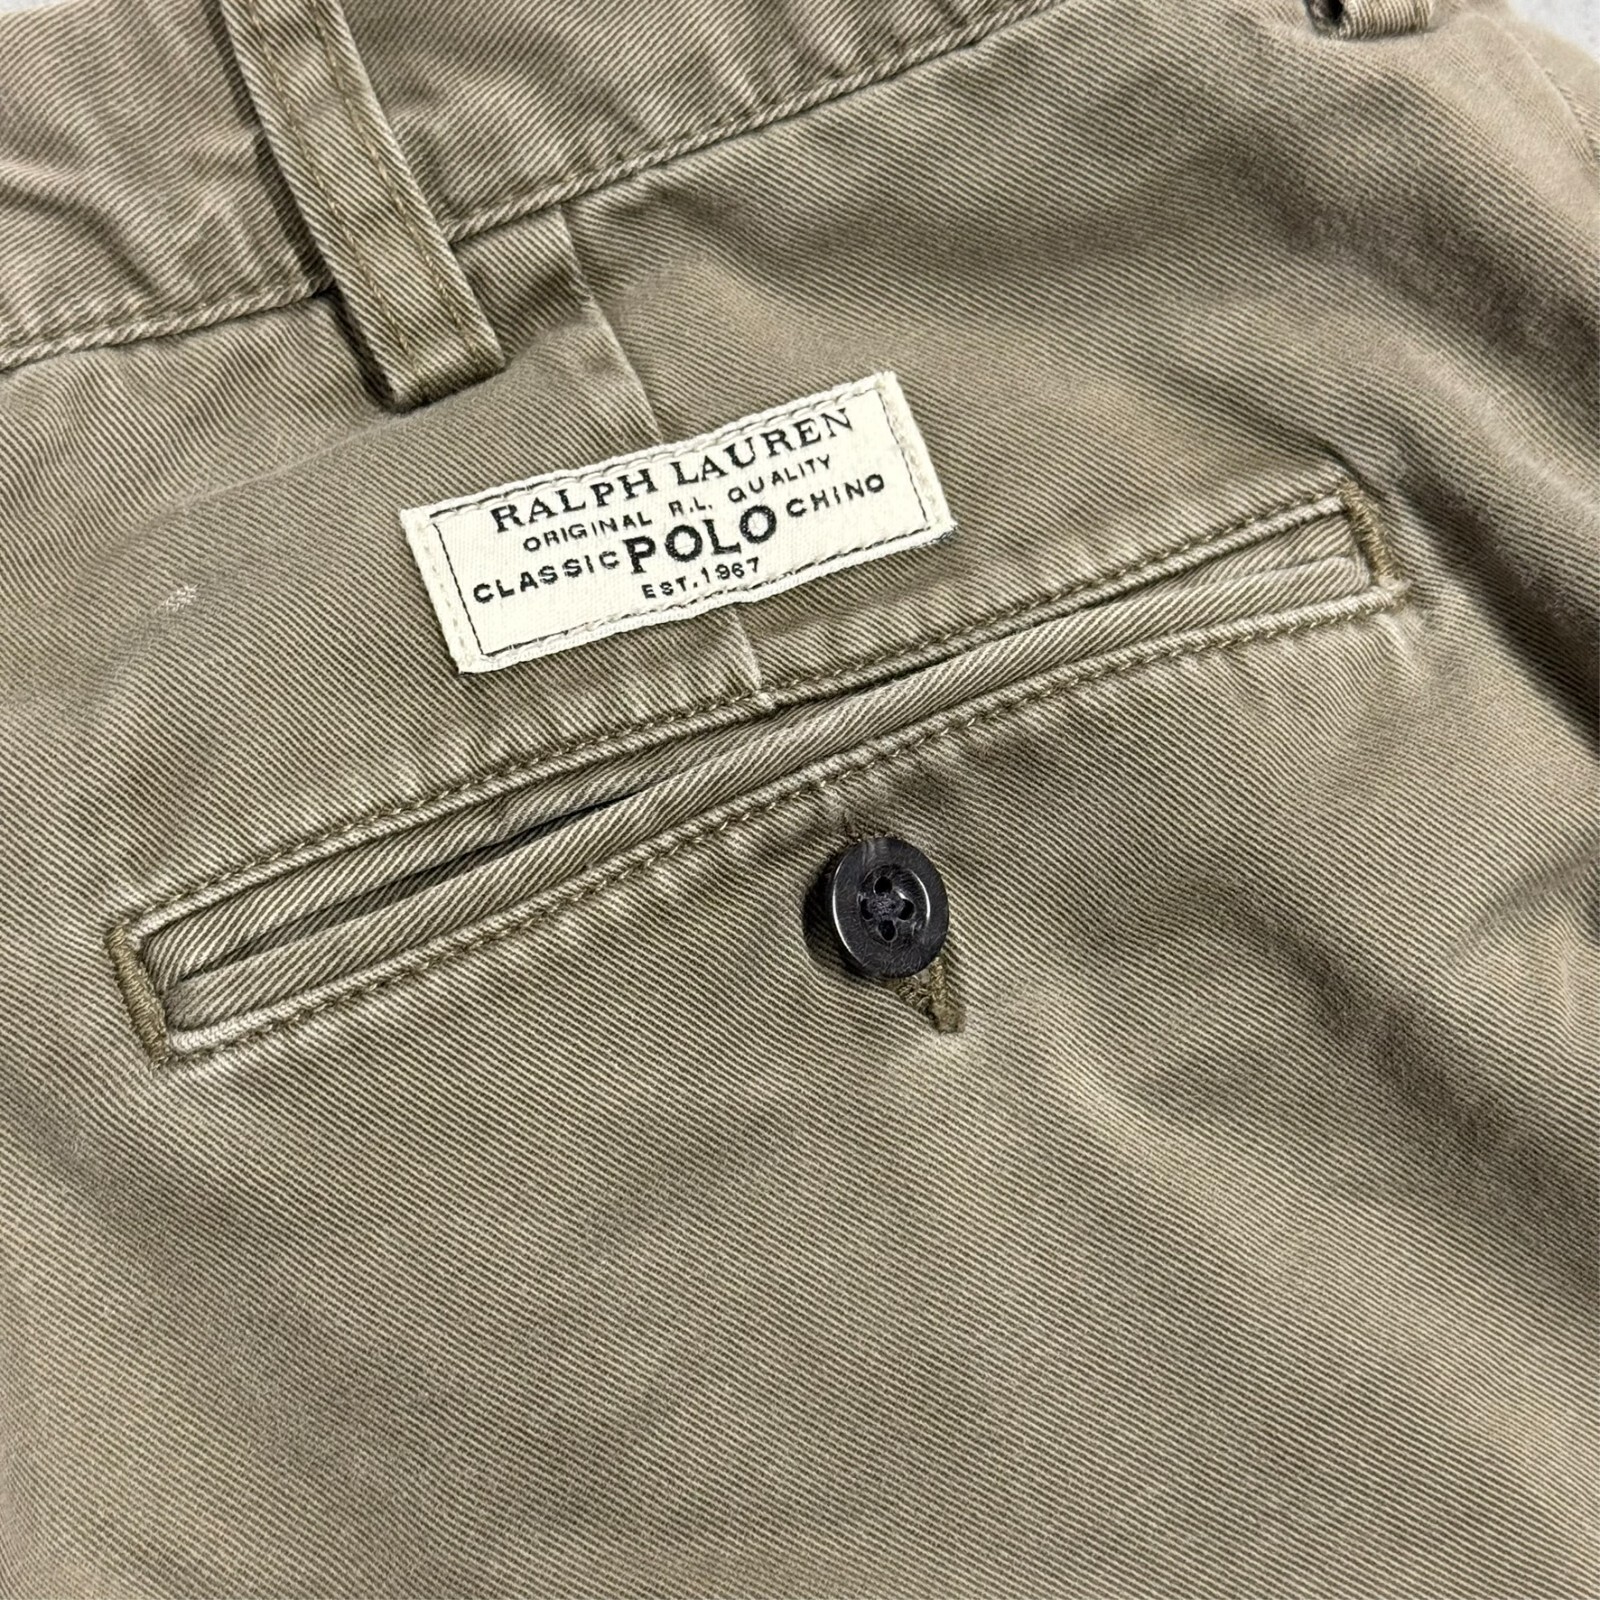 RALPH LAUREN
ORIGINAL R.L. QUALITY
CLASSIC POLO CHINO
EST. 1967